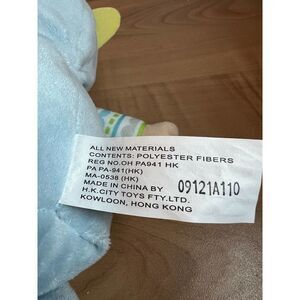 ALL NEW MATERIALS
CONTENTS: POLYESTER FIBERS
REG NO.OH PA941 HK
PA PA-941(HK)
MA-0538 (HK)
MADE IN CHINA BY 09121A110
H.K.CITY TOYS FTY.LTD.
KOWLOON, HONG KONG